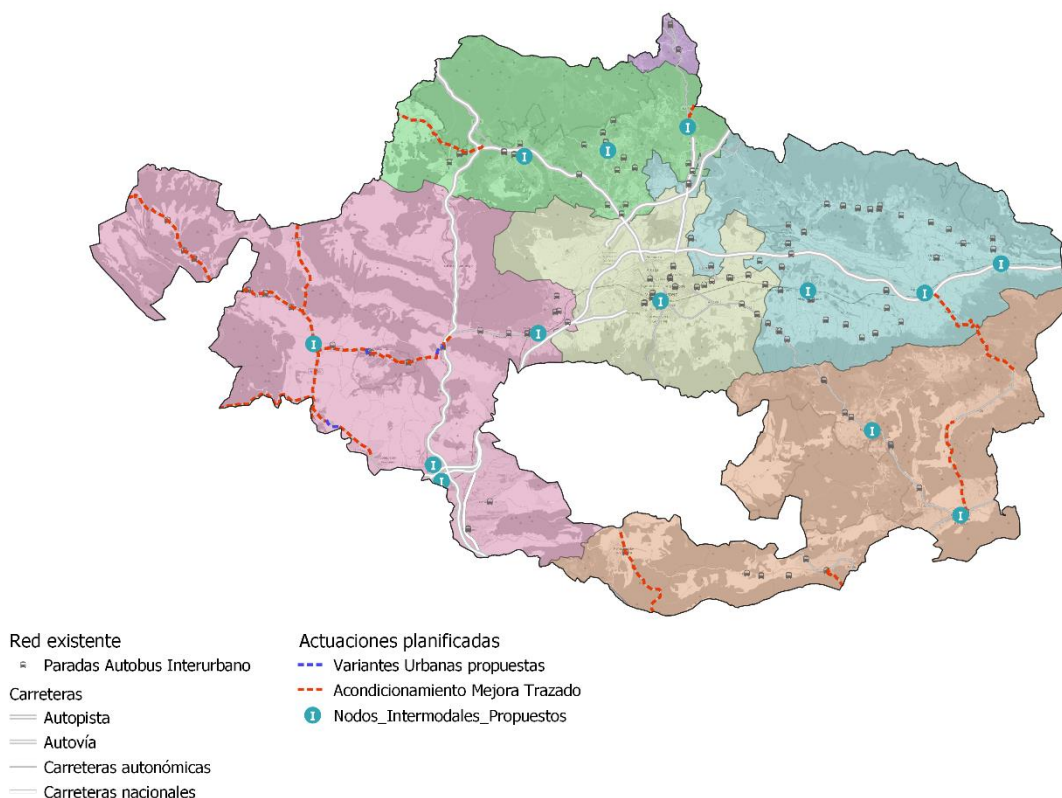 Red existente
Paradas Autobus Interurbano
Carreteras
Autopista
Autovía
Carreteras autonómicas
Carreteras nacionales
Actuaciones planificadas
Variantes Urbanas propuestas
Acondicionamiento Mejora Trazado
I Nodos_Intermodales_Propuestos